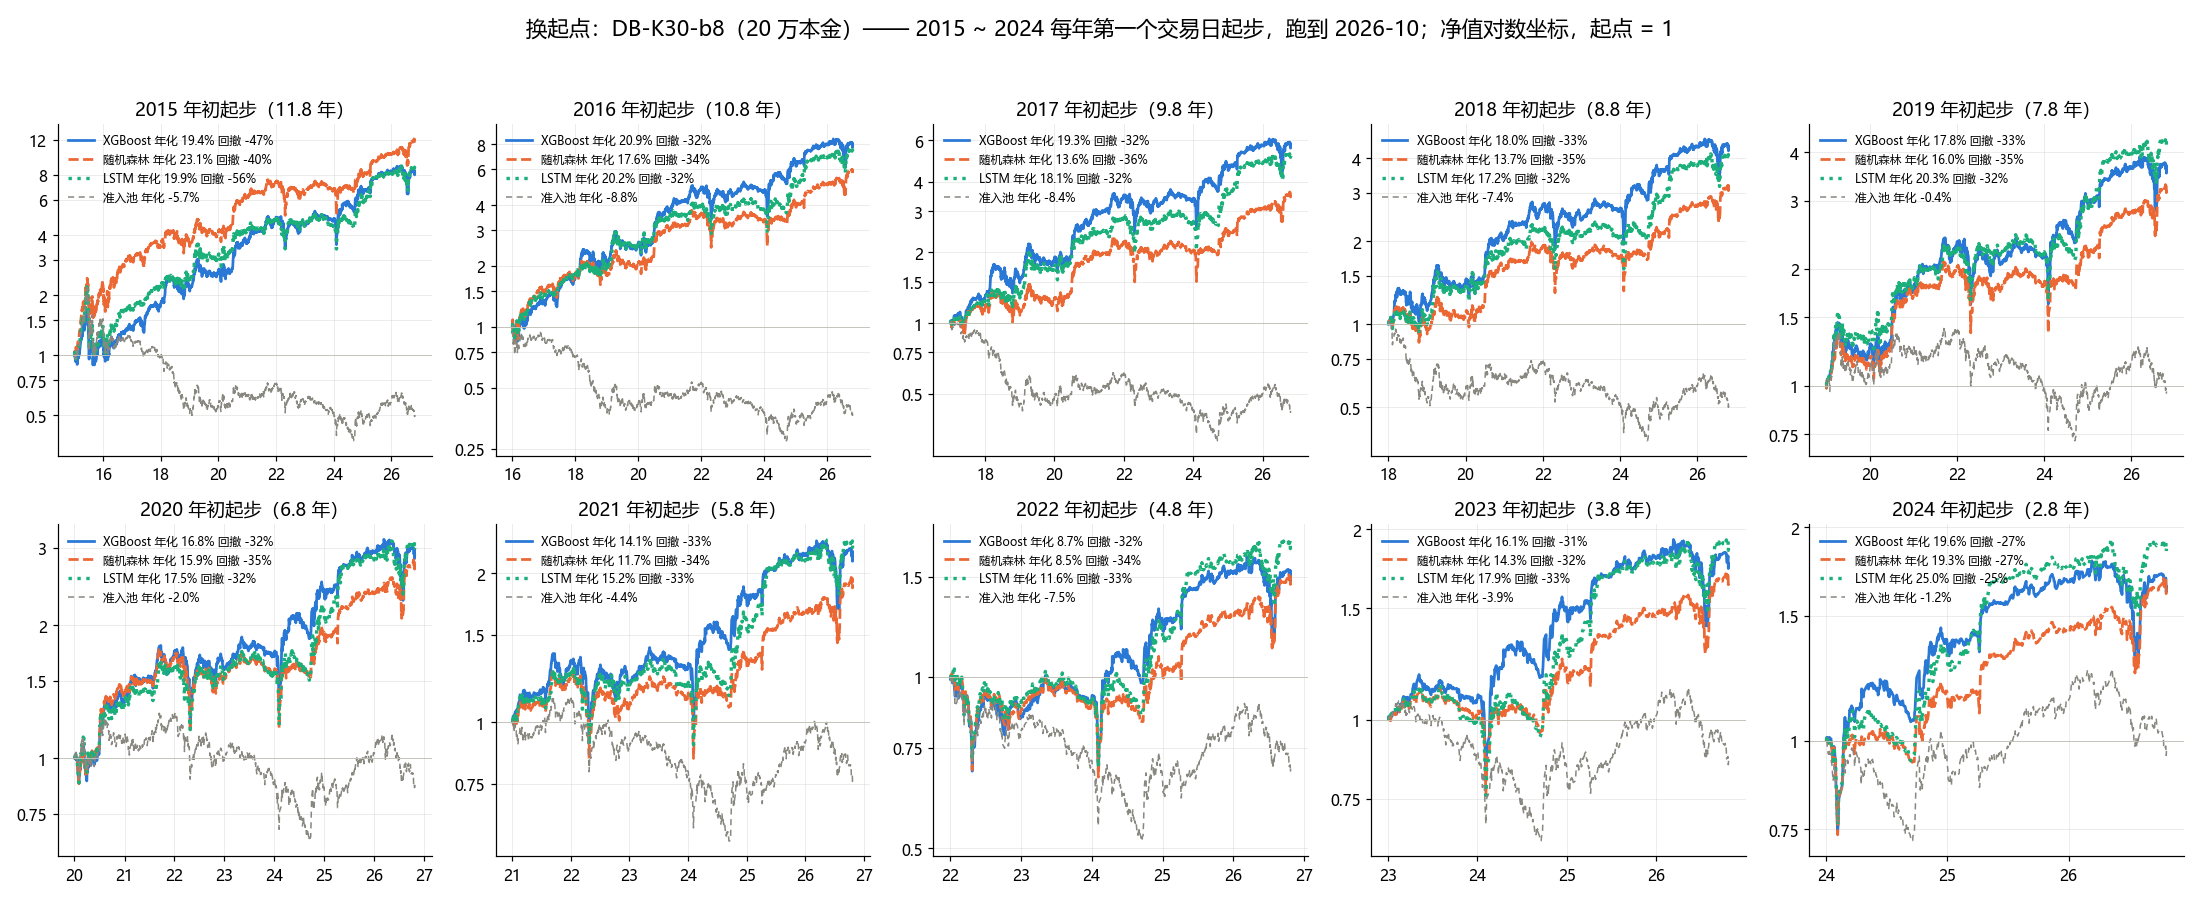 换起点：DB-K30-b8（20 万本金）—— 2015 ~ 2024 每年第一个交易日起步，跑到 2026-10；净值对数坐标，起点 = 1
2015 年初起步（11.8 年）
XGBoost 年化 19.4% 回撤 -47%
随机森林 年化 23.1% 回撤 -40%
LSTM 年化 19.9% 回撤 -56%
准入池 年化 -5.7%
12
8
6
4
3
2
1.5
1
0.75
0.5
16 18 20 22 24 26
2016 年初起步（10.8 年）
XGBoost 年化 20.9% 回撤 -32%
随机森林 年化 17.6% 回撤 -34%
LSTM 年化 20.2% 回撤 -32%
准入池 年化 -8.8%
8
6
4
3
2
1.5
1
0.75
0.5
0.25
16 18 20 22 24 26
2017 年初起步（9.8 年）
XGBoost 年化 19.3% 回撤 -32%
随机森林 年化 13.6% 回撤 -36%
LSTM 年化 18.1% 回撤 -32%
准入池 年化 -8.4%
6
4
3
2
1.5
1
0.75
0.5
18 20 22 24 26
2018 年初起步（8.8 年）
XGBoost 年化 18.0% 回撤 -33%
随机森林 年化 13.7% 回撤 -35%
LSTM 年化 17.2% 回撤 -32%
准入池 年化 -7.4%
4
3
2
1.5
1
0.75
0.5
18 20 22 24 26
2019 年初起步（7.8 年）
XGBoost 年化 17.8% 回撤 -33%
随机森林 年化 16.0% 回撤 -35%
LSTM 年化 20.3% 回撤 -32%
准入池 年化 -0.4%
4
3
2
1.5
1
0.75
20 22 24 26
2020 年初起步（6.8 年）
XGBoost 年化 16.8% 回撤 -32%
随机森林 年化 15.9% 回撤 -35%
LSTM 年化 17.5% 回撤 -32%
准入池 年化 -2.0%
3
2
1.5
1
0.75
20 21 22 23 24 25 26 27
2021 年初起步（5.8 年）
XGBoost 年化 14.1% 回撤 -33%
随机森林 年化 11.7% 回撤 -34%
LSTM 年化 15.2% 回撤 -33%
准入池 年化 -4.4%
2
1.5
1
0.75
21 22 23 24 25 26 27
2022 年初起步（4.8 年）
XGBoost 年化 8.7% 回撤 -32%
随机森林 年化 8.5% 回撤 -34%
LSTM 年化 11.6% 回撤 -33%
准入池 年化 -7.5%
1.5
1
0.75
0.5
22 23 24 25 26 27
2023 年初起步（3.8 年）
XGBoost 年化 16.1% 回撤 -31%
随机森林 年化 14.3% 回撤 -32%
LSTM 年化 17.9% 回撤 -33%
准入池 年化 -3.9%
2
1.5
1
0.75
23 24 25 26
2024 年初起步（2.8 年）
XGBoost 年化 19.6% 回撤 -27%
随机森林 年化 19.3% 回撤 -27%
LSTM 年化 25.0% 回撤 -25%
准入池 年化 -1.2%
2
1.5
1
0.75
24 25 26